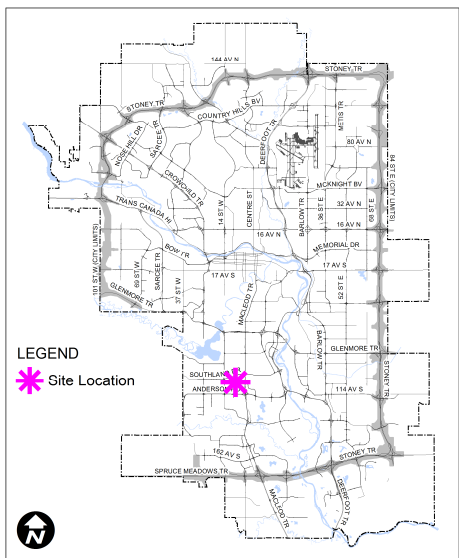 144 AV N
STONEY TR
STONEY TR
COUNTRY HILLS BV
METIS TR
NOSE HILL DR
SARCEE TR
DEERFOOT TR
80 AV N
CROWCHILD TR
MCKNIGHT BV
84 ST E (CITY LIMITS)
TRANS CANADA HI
14 ST W
CENTRE ST
BARLOW TR
36 ST E
32 AV N
68 ST E
16 AV N
16 AV N
BOW TR
MEMORIAL DR
17 AV S
17 AV S
101 ST W (CITY LIMITS)
69 ST W
SARCEE TR
37 ST W
52 ST E
GLENMORE TR
MACLEOD TR
BARLOW TR
GLENMORE TR
LEGEND
Site Location
SOUTHLAND
ANDERSON
114 AV S
STONEY TR
162 AV S
STONEY TR
SPRUCE MEADOWS TR
MACLEOD TR
DEERFOOT TR
N